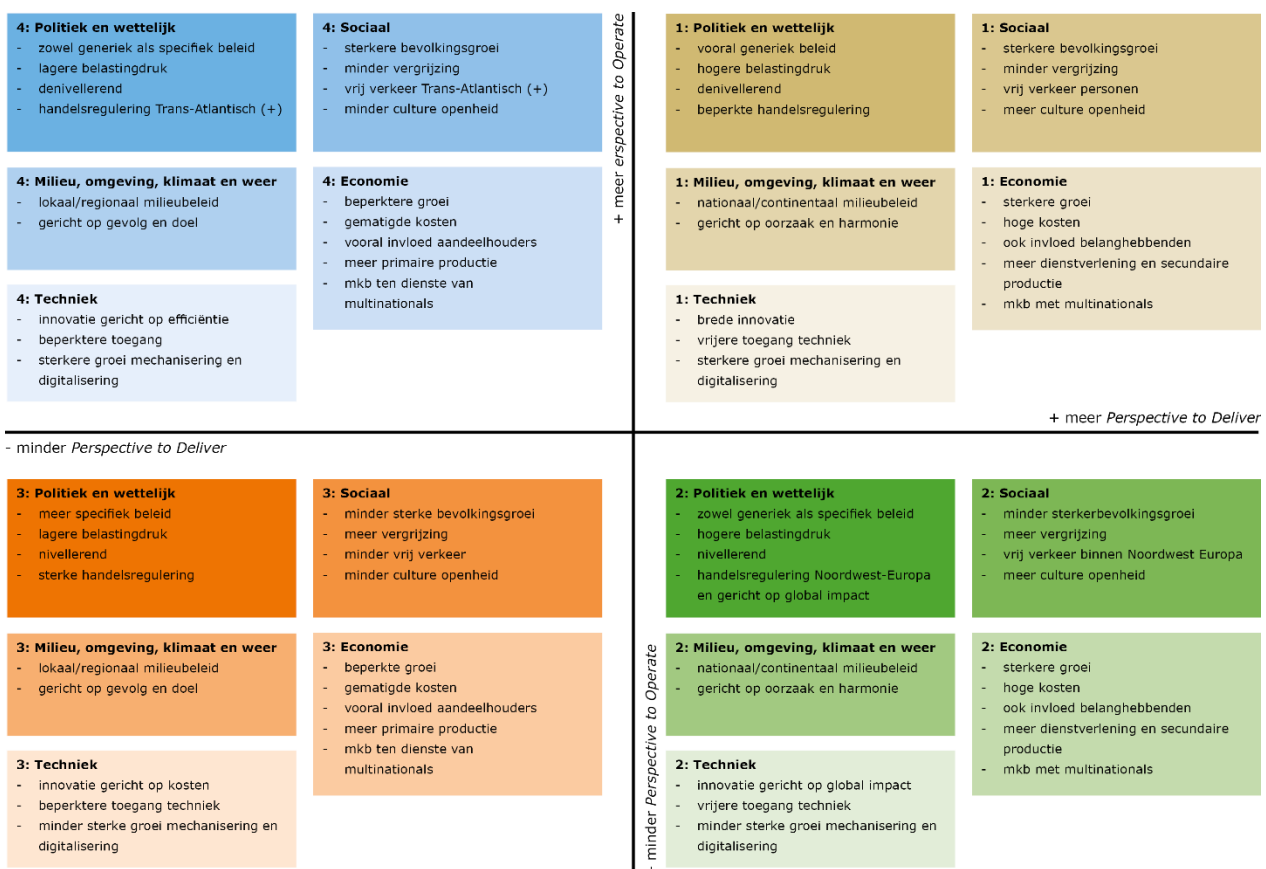 4: Politiek en wettelijk
- zowel generiek als specifiek beleid
- lagere belastingdruk
- denivellerend
- handelsregulering Trans-Atlantisch (+)
4: Sociaal
- sterkere bevolkingsgroei
- minder vergrijzing
- vrij verkeer Trans-Atlantisch (+)
- minder culture openheid
4: Milieu, omgeving, klimaat en weer
- lokaal/regionaal milieubeleid
- gericht op gevolg en doel
4: Economie
- beperktere groei
- gematigde kosten
- vooral invloed aandeelhouders
- meer primaire productie
- mkb ten dienste van
multinationals
4: Techniek
- innovatie gericht op efficiëntie
- beperktere toegang
- sterkere groei mechanisering en
digitalisering
+ meer erspective to Operate
1: Politiek en wettelijk
- vooral generiek beleid
- hogere belastingdruk
- denivellerend
- beperkte handelsregulering
1: Sociaal
- sterkere bevolkingsgroei
- minder vergrijzing
- vrij verkeer personen
- meer culture openheid
1: Milieu, omgeving, klimaat en weer
- nationaal/continentaal milieubeleid
- gericht op oorzaak en harmonie
1: Economie
- sterkere groei
- hoge kosten
- ook invloed belanghebbenden
- meer dienstverlening en secundaire
productie
- mkb met multinationals
1: Techniek
- brede innovatie
- vrijere toegang techniek
- sterkere groei mechanisering en
digitalisering
+ meer Perspective to Deliver
- minder Perspective to Deliver
3: Politiek en wettelijk
- meer specifiek beleid
- lagere belastingdruk
- nivellerend
- sterke handelsregulering
3: Sociaal
- minder sterke bevolkingsgroei
- meer vergrijzing
- minder vrij verkeer
- minder culture openheid
3: Milieu, omgeving, klimaat en weer
- lokaal/regionaal milieubeleid
- gericht op gevolg en doel
3: Economie
- beperkte groei
- gematigde kosten
- vooral invloed aandeelhouders
- meer primaire productie
- mkb ten dienste van
multinationals
3: Techniek
- innovatie gericht op kosten
- beperktere toegang techniek
- minder sterke groei mechanisering en
digitalisering
- minder Perspective to Operate
2: Politiek en wettelijk
- zowel generiek als specifiek beleid
- hogere belastingdruk
- nivellerend
- handelsregulering Noordwest-Europa
en gericht op global impact
2: Sociaal
- minder sterkerbevolkingsgroei
- meer vergrijzing
- vrij verkeer binnen Noordwest Europa
- meer culture openheid
2: Milieu, omgeving, klimaat en weer
- nationaal/continentaal milieubeleid
- gericht op oorzaak en harmonie
2: Economie
- sterkere groei
- hoge kosten
- ook invloed belanghebbenden
- meer dienstverlening en secundaire
productie
- mkb met multinationals
2: Techniek
- innovatie gericht op global impact
- vrijere toegang techniek
- minder sterke groei mechanisering en
digitalisering